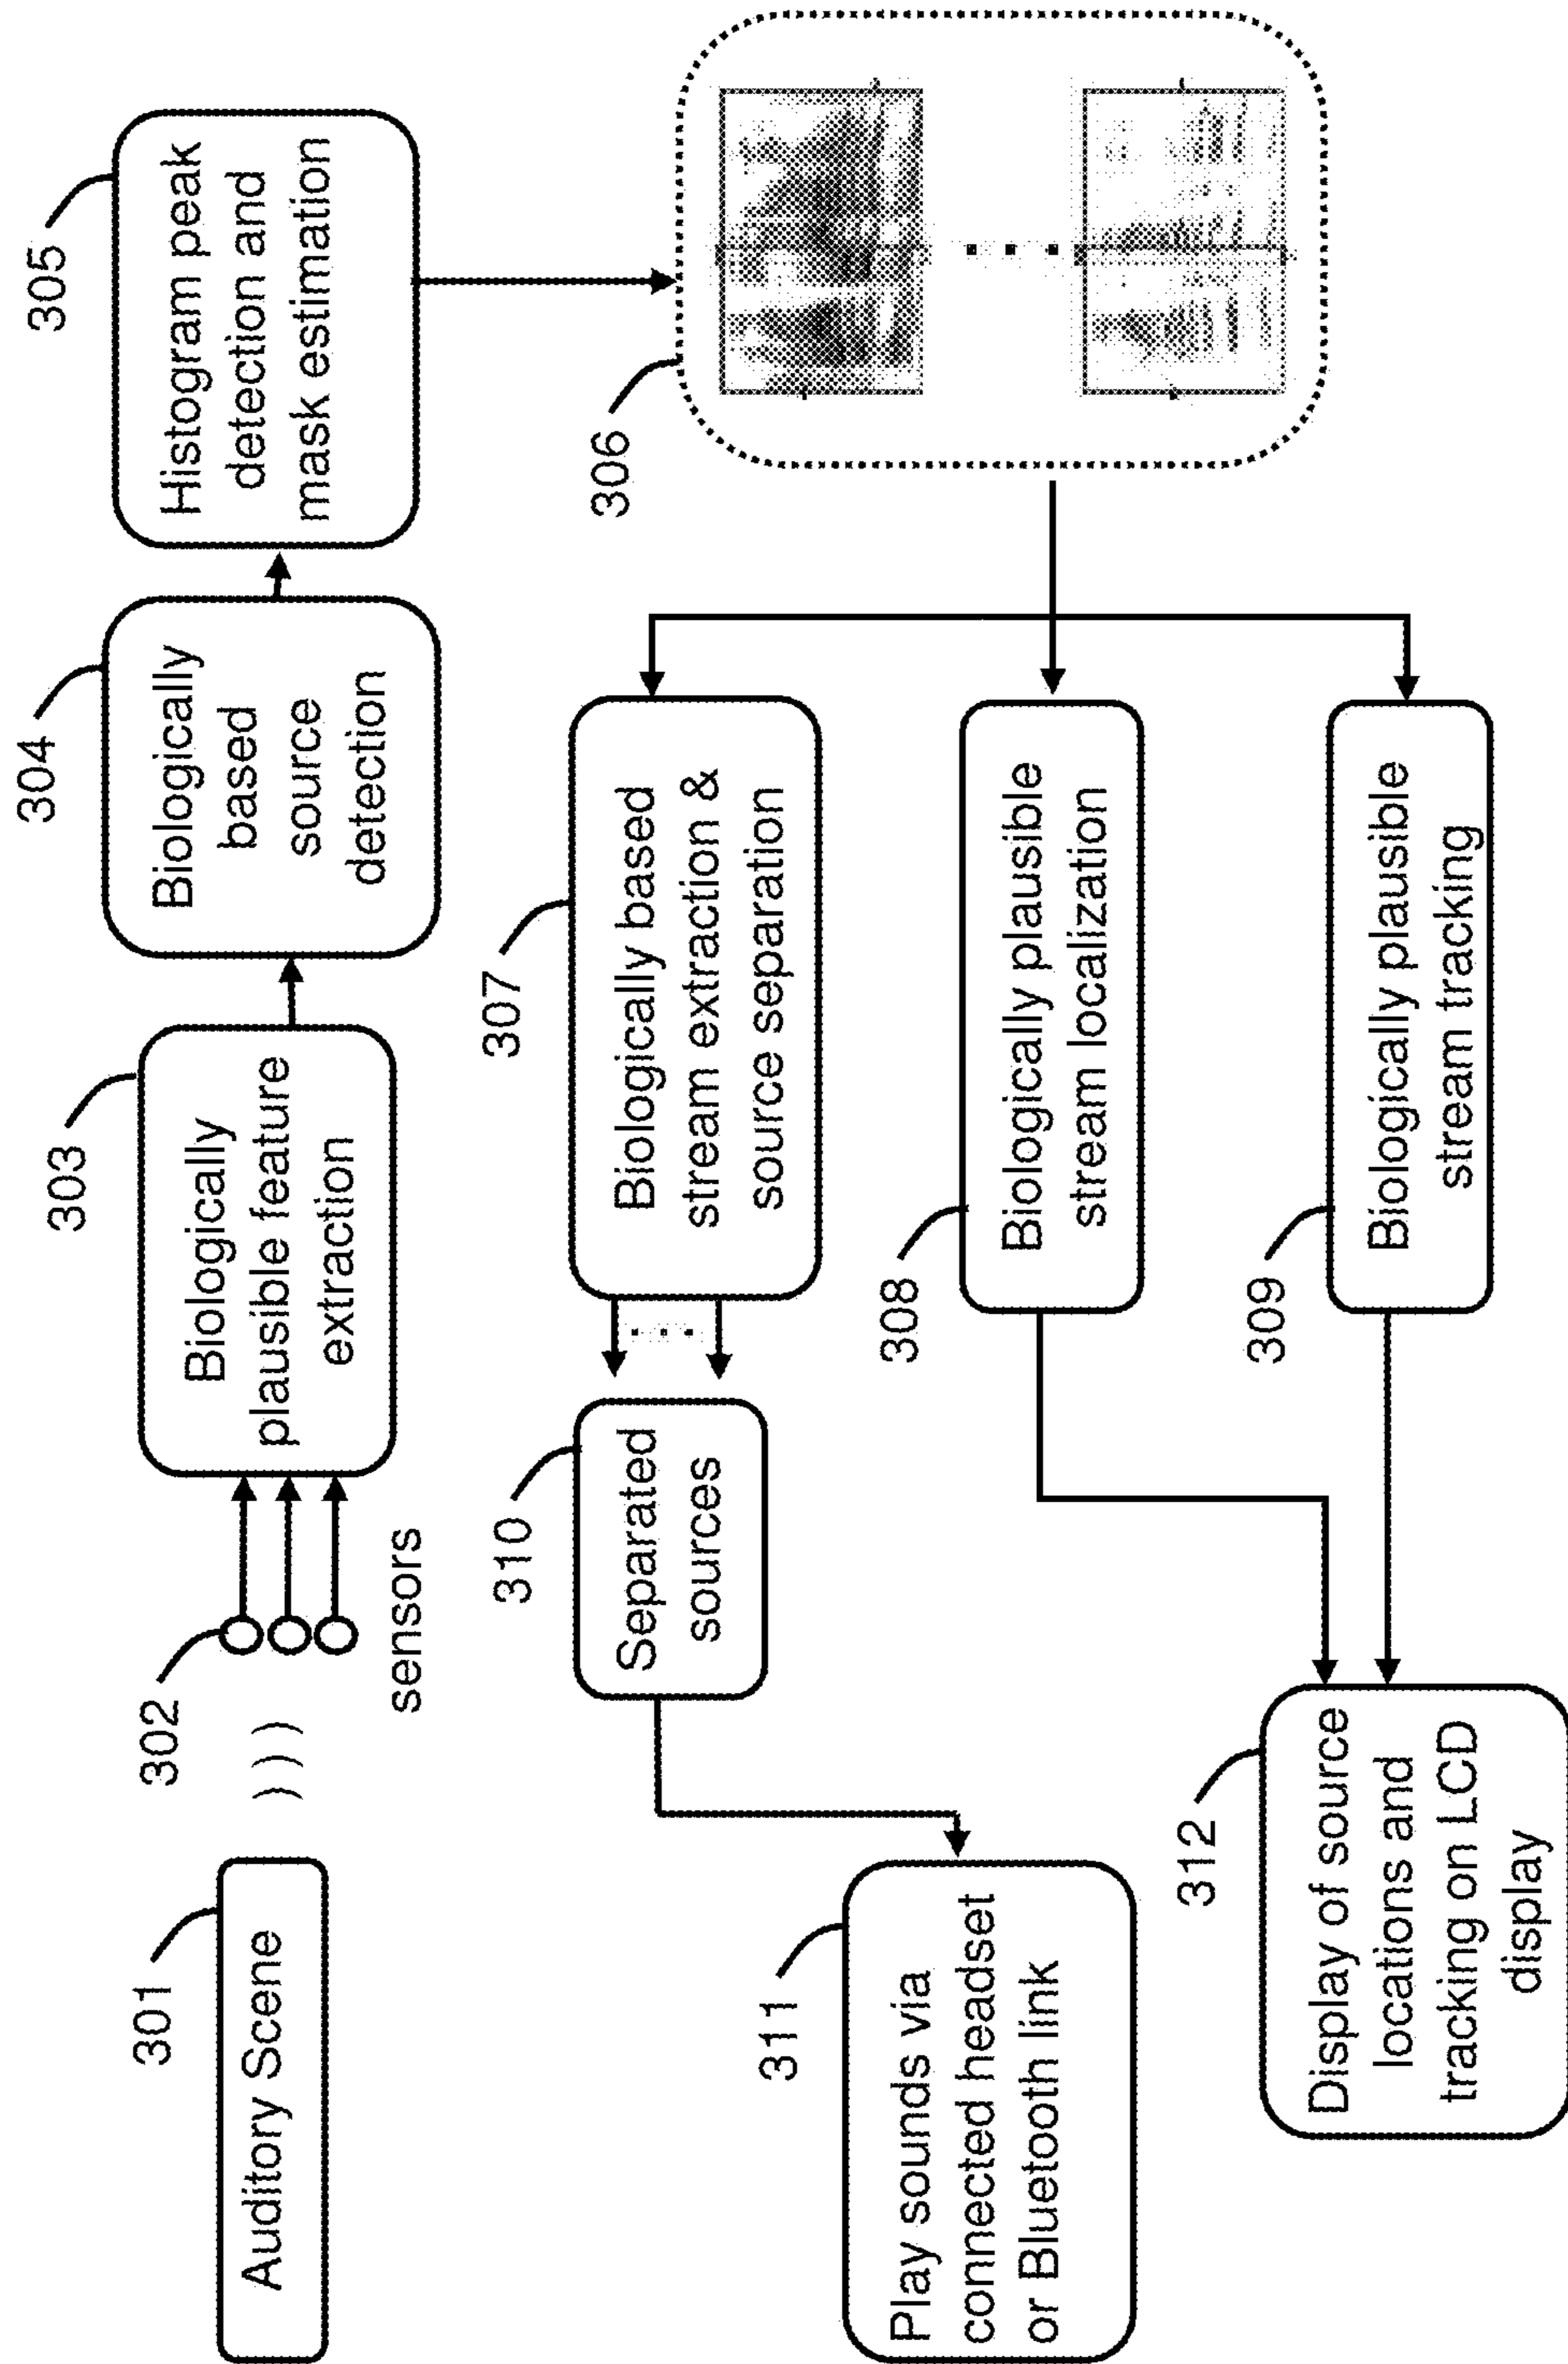 301
Auditory Scene
)))
302
sensors
303
Biologically
plausible feature
extraction
304
Biologically
based
source
detection
305
Histogram peak
detection and
mask estimation
306
307
Biologically based
stream extraction &
source separation
308
Biologically plausible
stream localization
309
Biologically plausible
stream tracking
310
Separated
sources
311
Play sounds via
connected headset
or Bluetooth link
312
Display of source
locations and
tracking on LCD
display